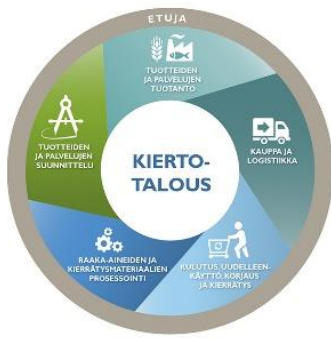 ETUJA
TUOTTEIDEN
JA PALVELUJEN
TUOTANTO
KAUPPA JA
LOGISTIIKKA
KULUTUS, UUDELLEEN-
KÄYTTÖ, KORJAUS
JA KIERRÄTYS
RAAKA-AINEIDEN JA
KIERRÄTYSMATERIAALIEN
PROSESSOINTI
TUOTTEIDEN
JA PALVELUJEN
SUUNNITTELU
KIERTO-
TALOUS